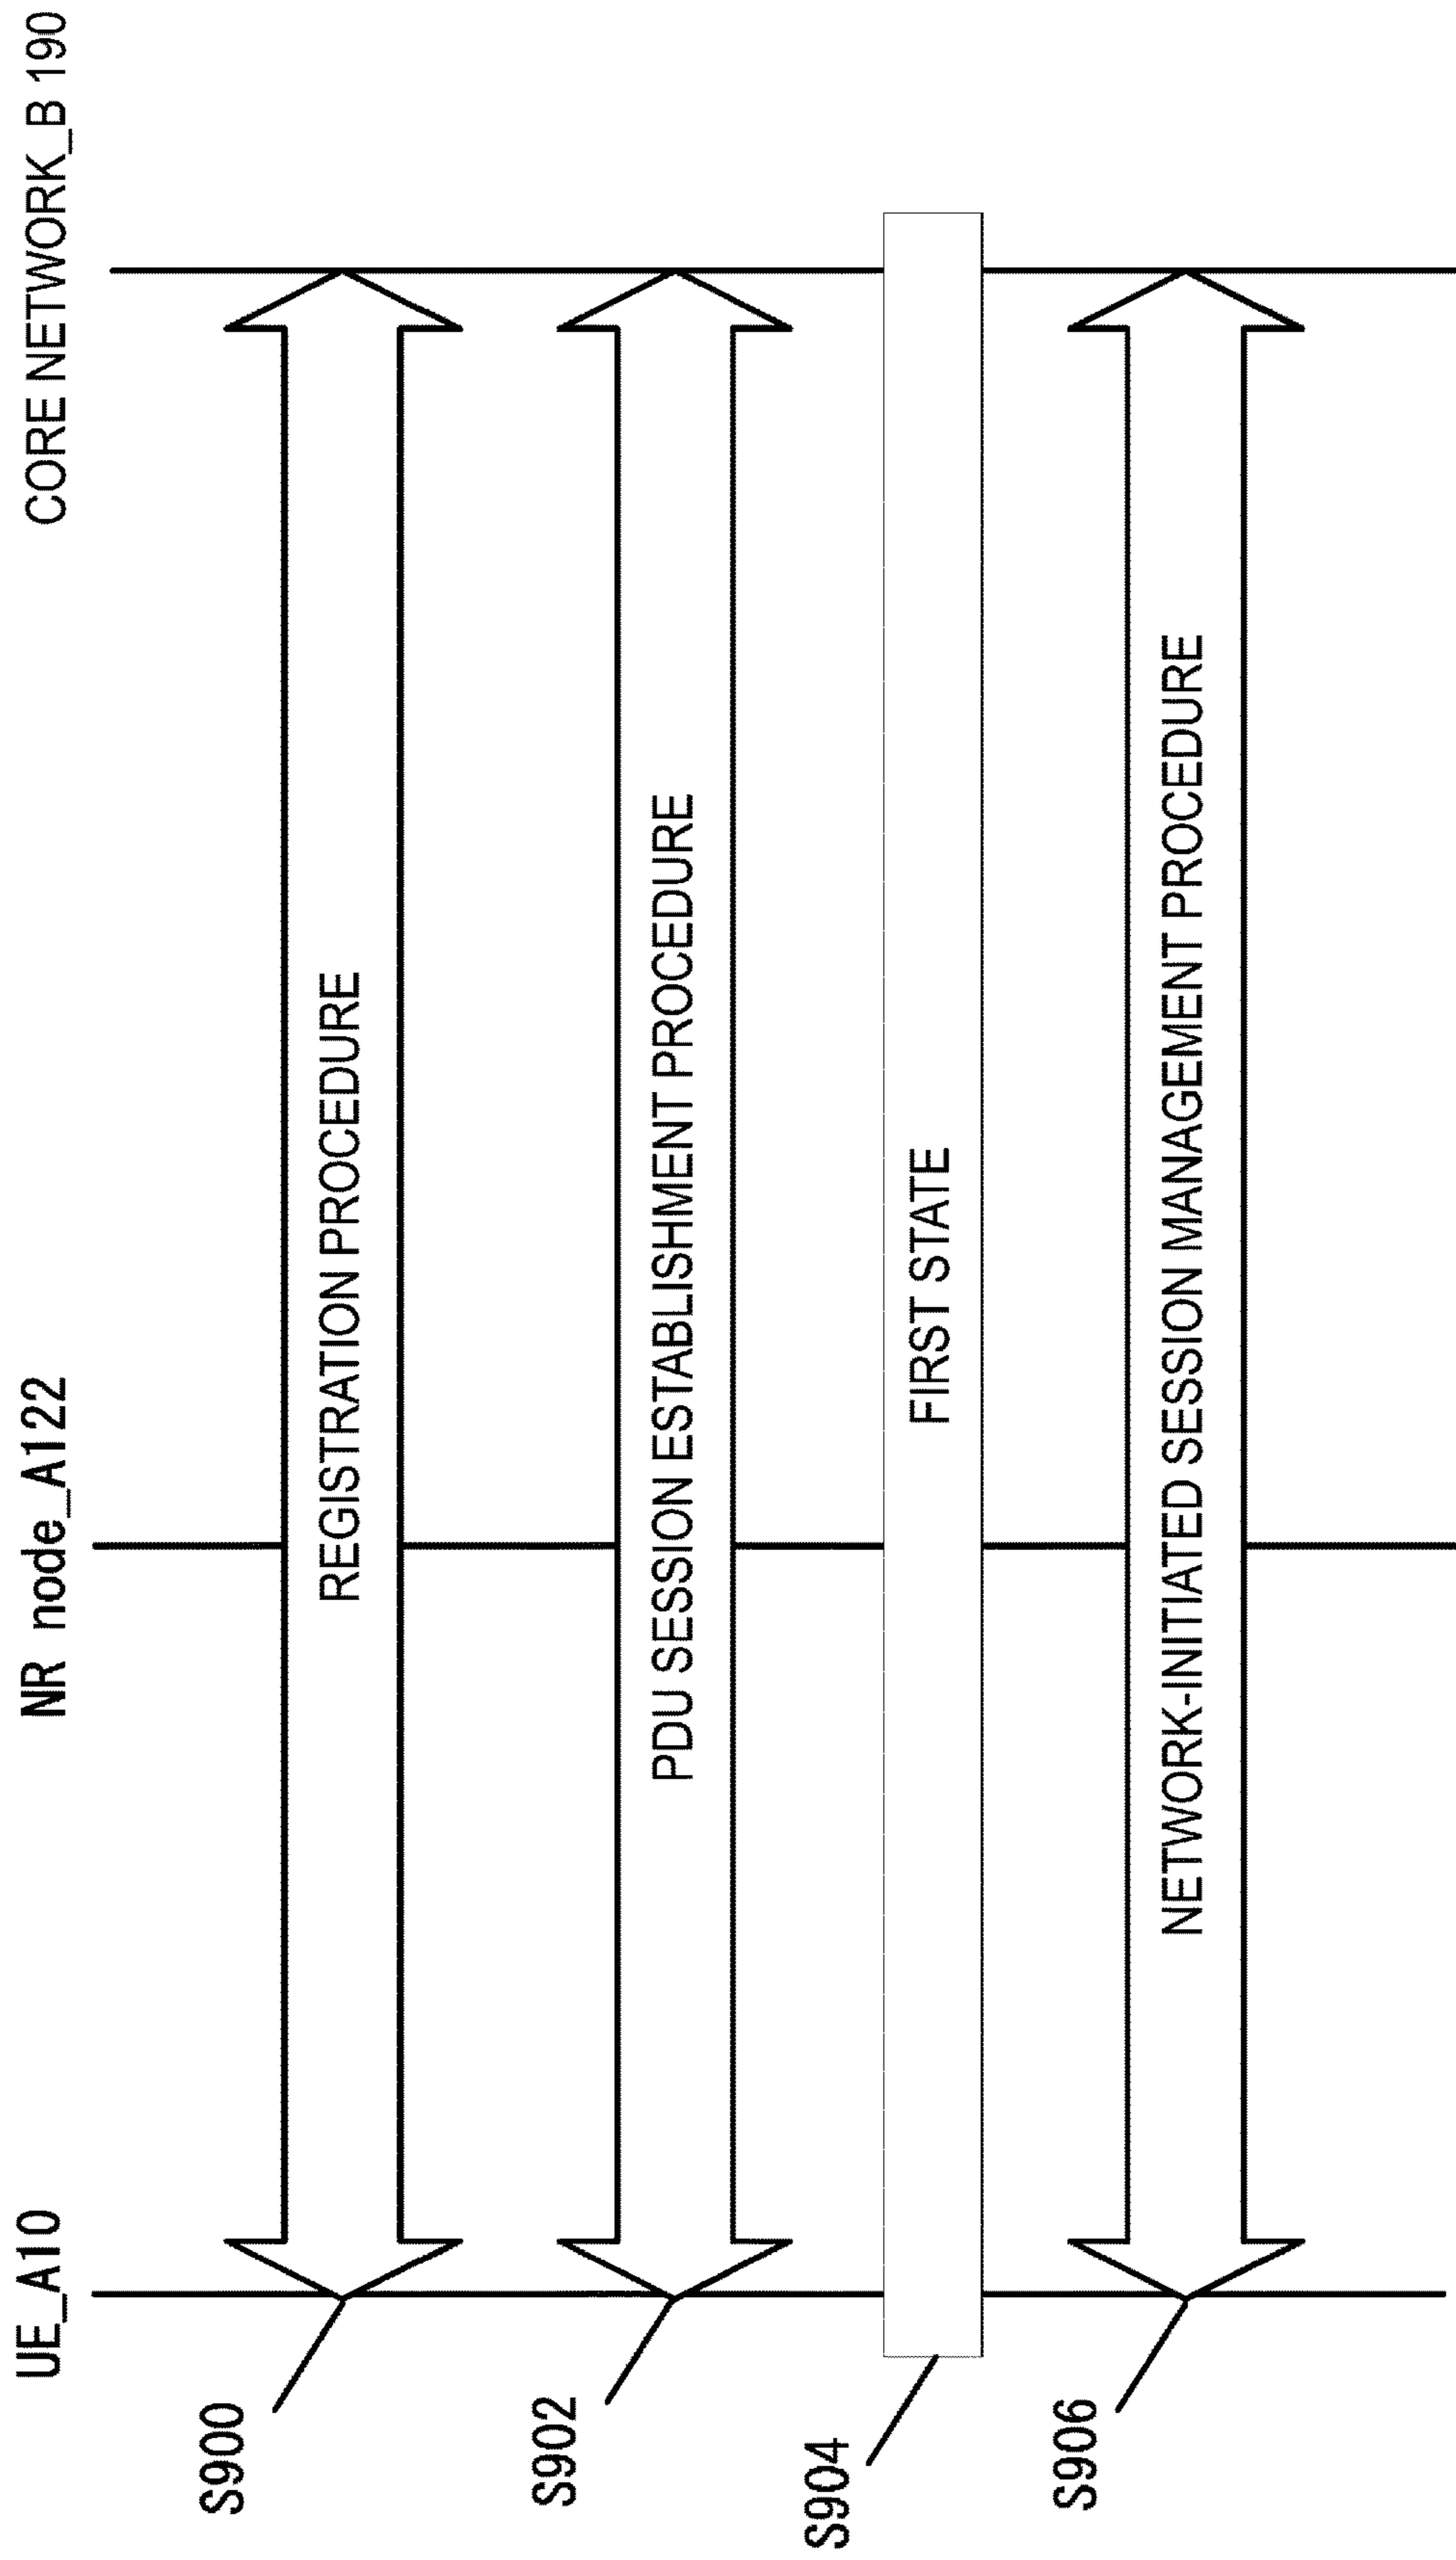 UE_A10
NR node_A122
CORE NETWORK_B 190
S900
REGISTRATION PROCEDURE
S902
PDU SESSION ESTABLISHMENT PROCEDURE
S904
FIRST STATE
S906
NETWORK-INITIATED SESSION MANAGEMENT PROCEDURE